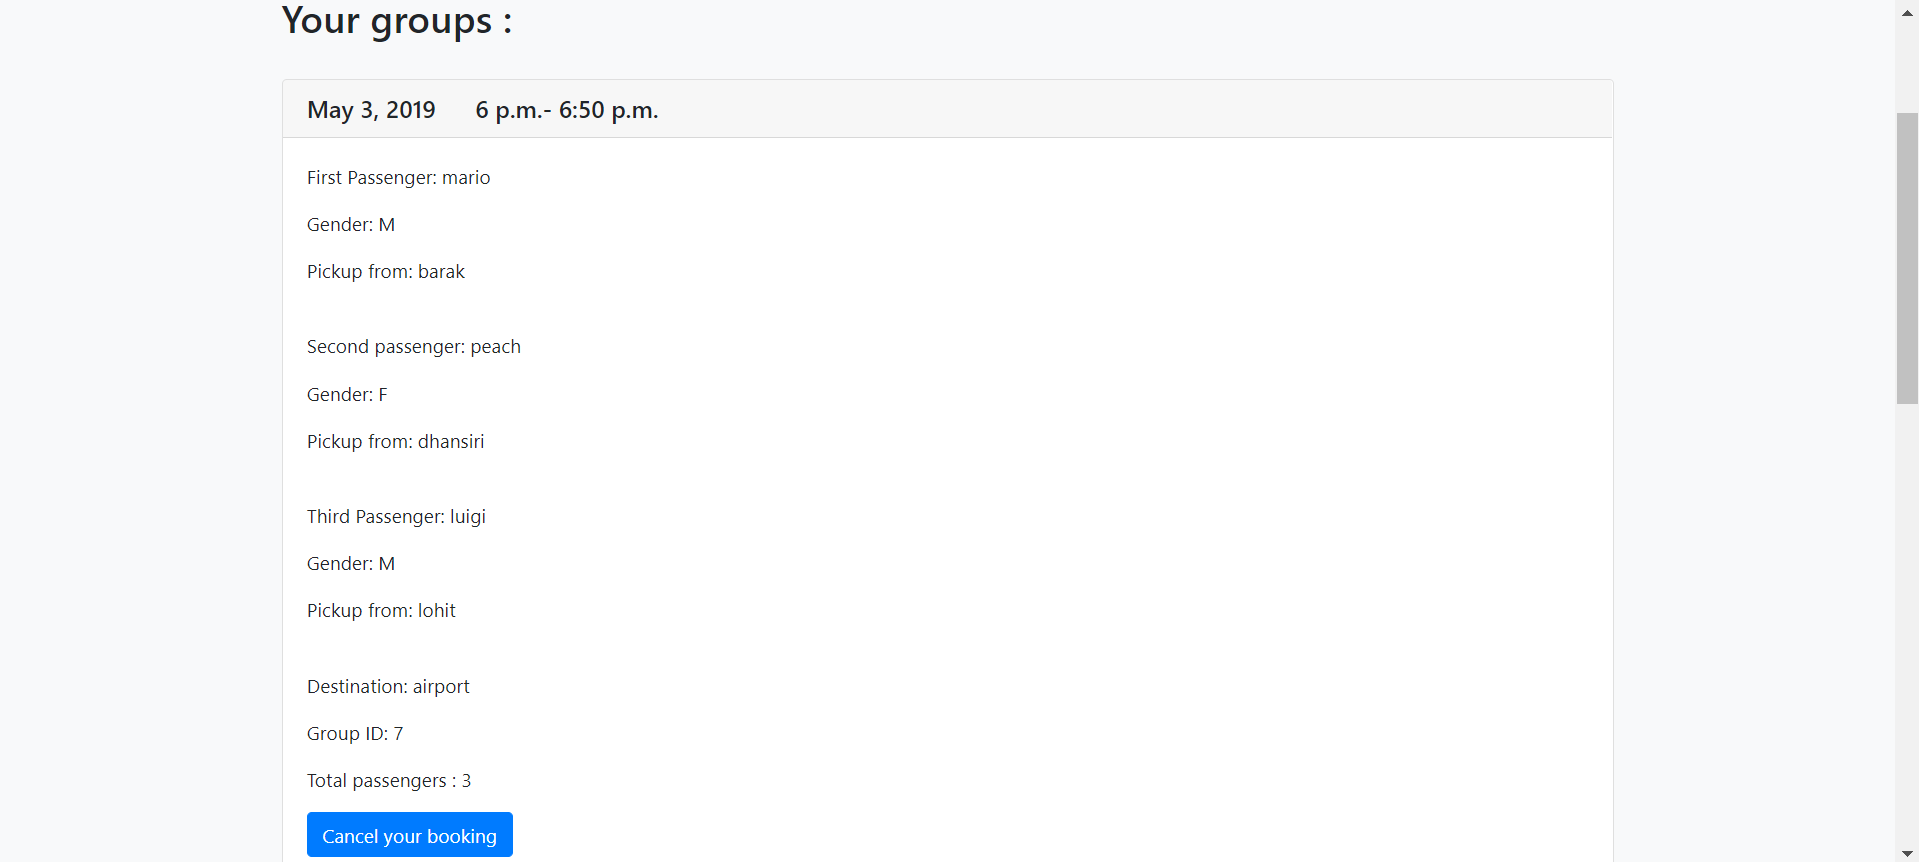 Your groups :
May 3, 2019 6 p.m.- 6:50 p.m.
First Passenger: mario
Gender: M
Pickup from: barak
Second passenger: peach
Gender: F
Pickup from: dhansiri
Third Passenger: luigi
Gender: M
Pickup from: lohit
Destination: airport
Group ID: 7
Total passengers : 3
Cancel your booking